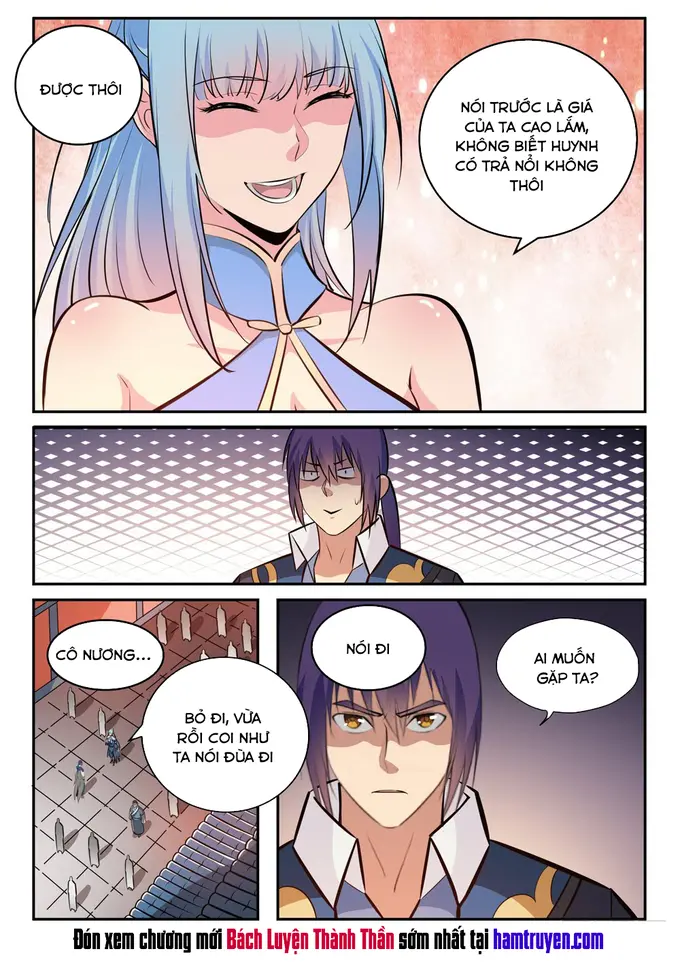 ĐƯỢC THÔI
NÓI TRƯỚC LÀ GIÁ
CỦA TA CAO LẮM,
KHÔNG BIẾT HUYNH
CÓ TRẢ NỔI KHÔNG
THÔI
CÔ NƯƠNG...
BỎ ĐI, VỪA
RỒI COI NHƯ
TA NÓI ĐÙA ĐI
NÓI ĐI
AI MUỐN
GẶP TA?
Đón xem chương mới Bách Luyện Thành Thần sớm nhất tại hamtruyen.com